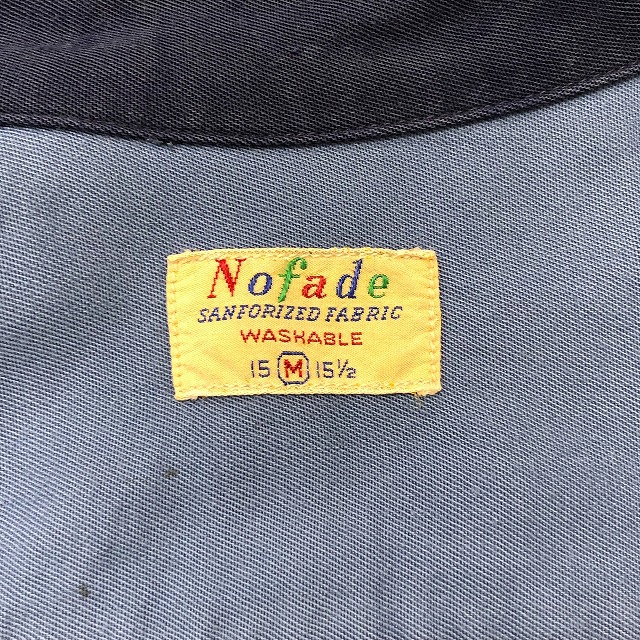 Nofade
SANFORIZED FABRIC
WASHABLE
15 M 15½